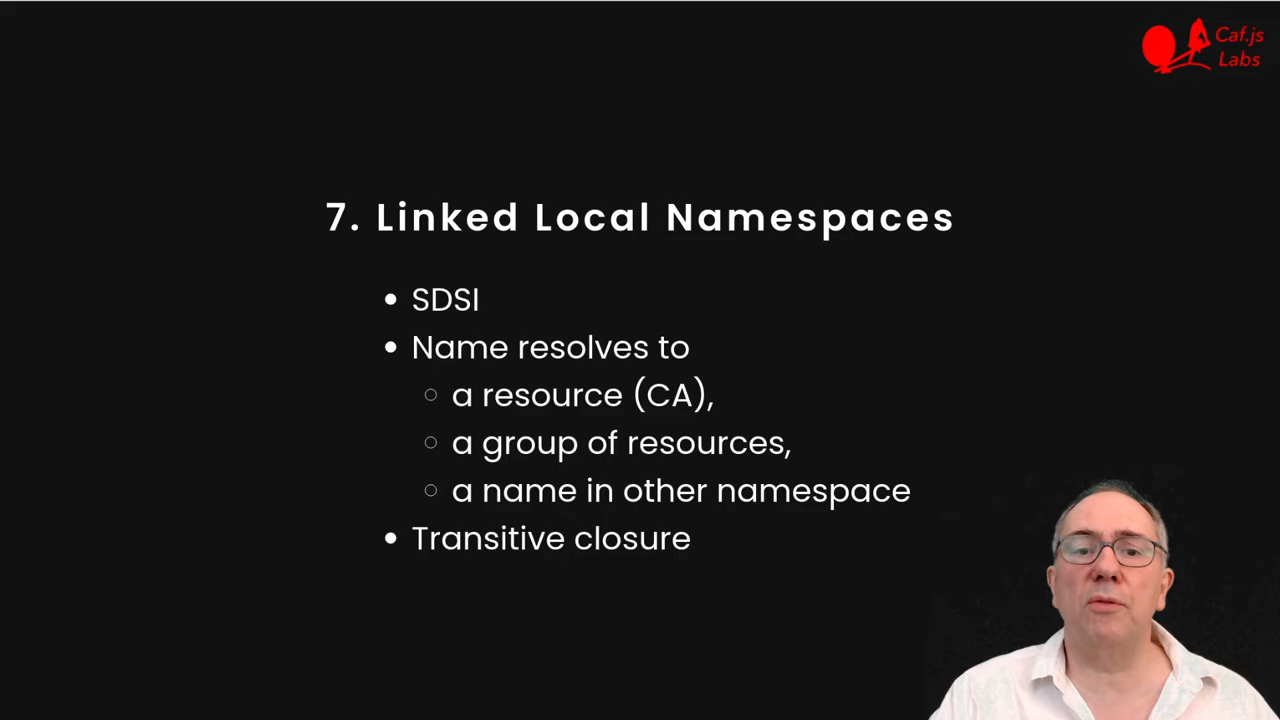 Caf.js
Labs
7. Linked Local Namespaces
• SDSI
• Name resolves to
○ a resource (CA),
○ a group of resources,
○ a name in other namespace
• Transitive closure